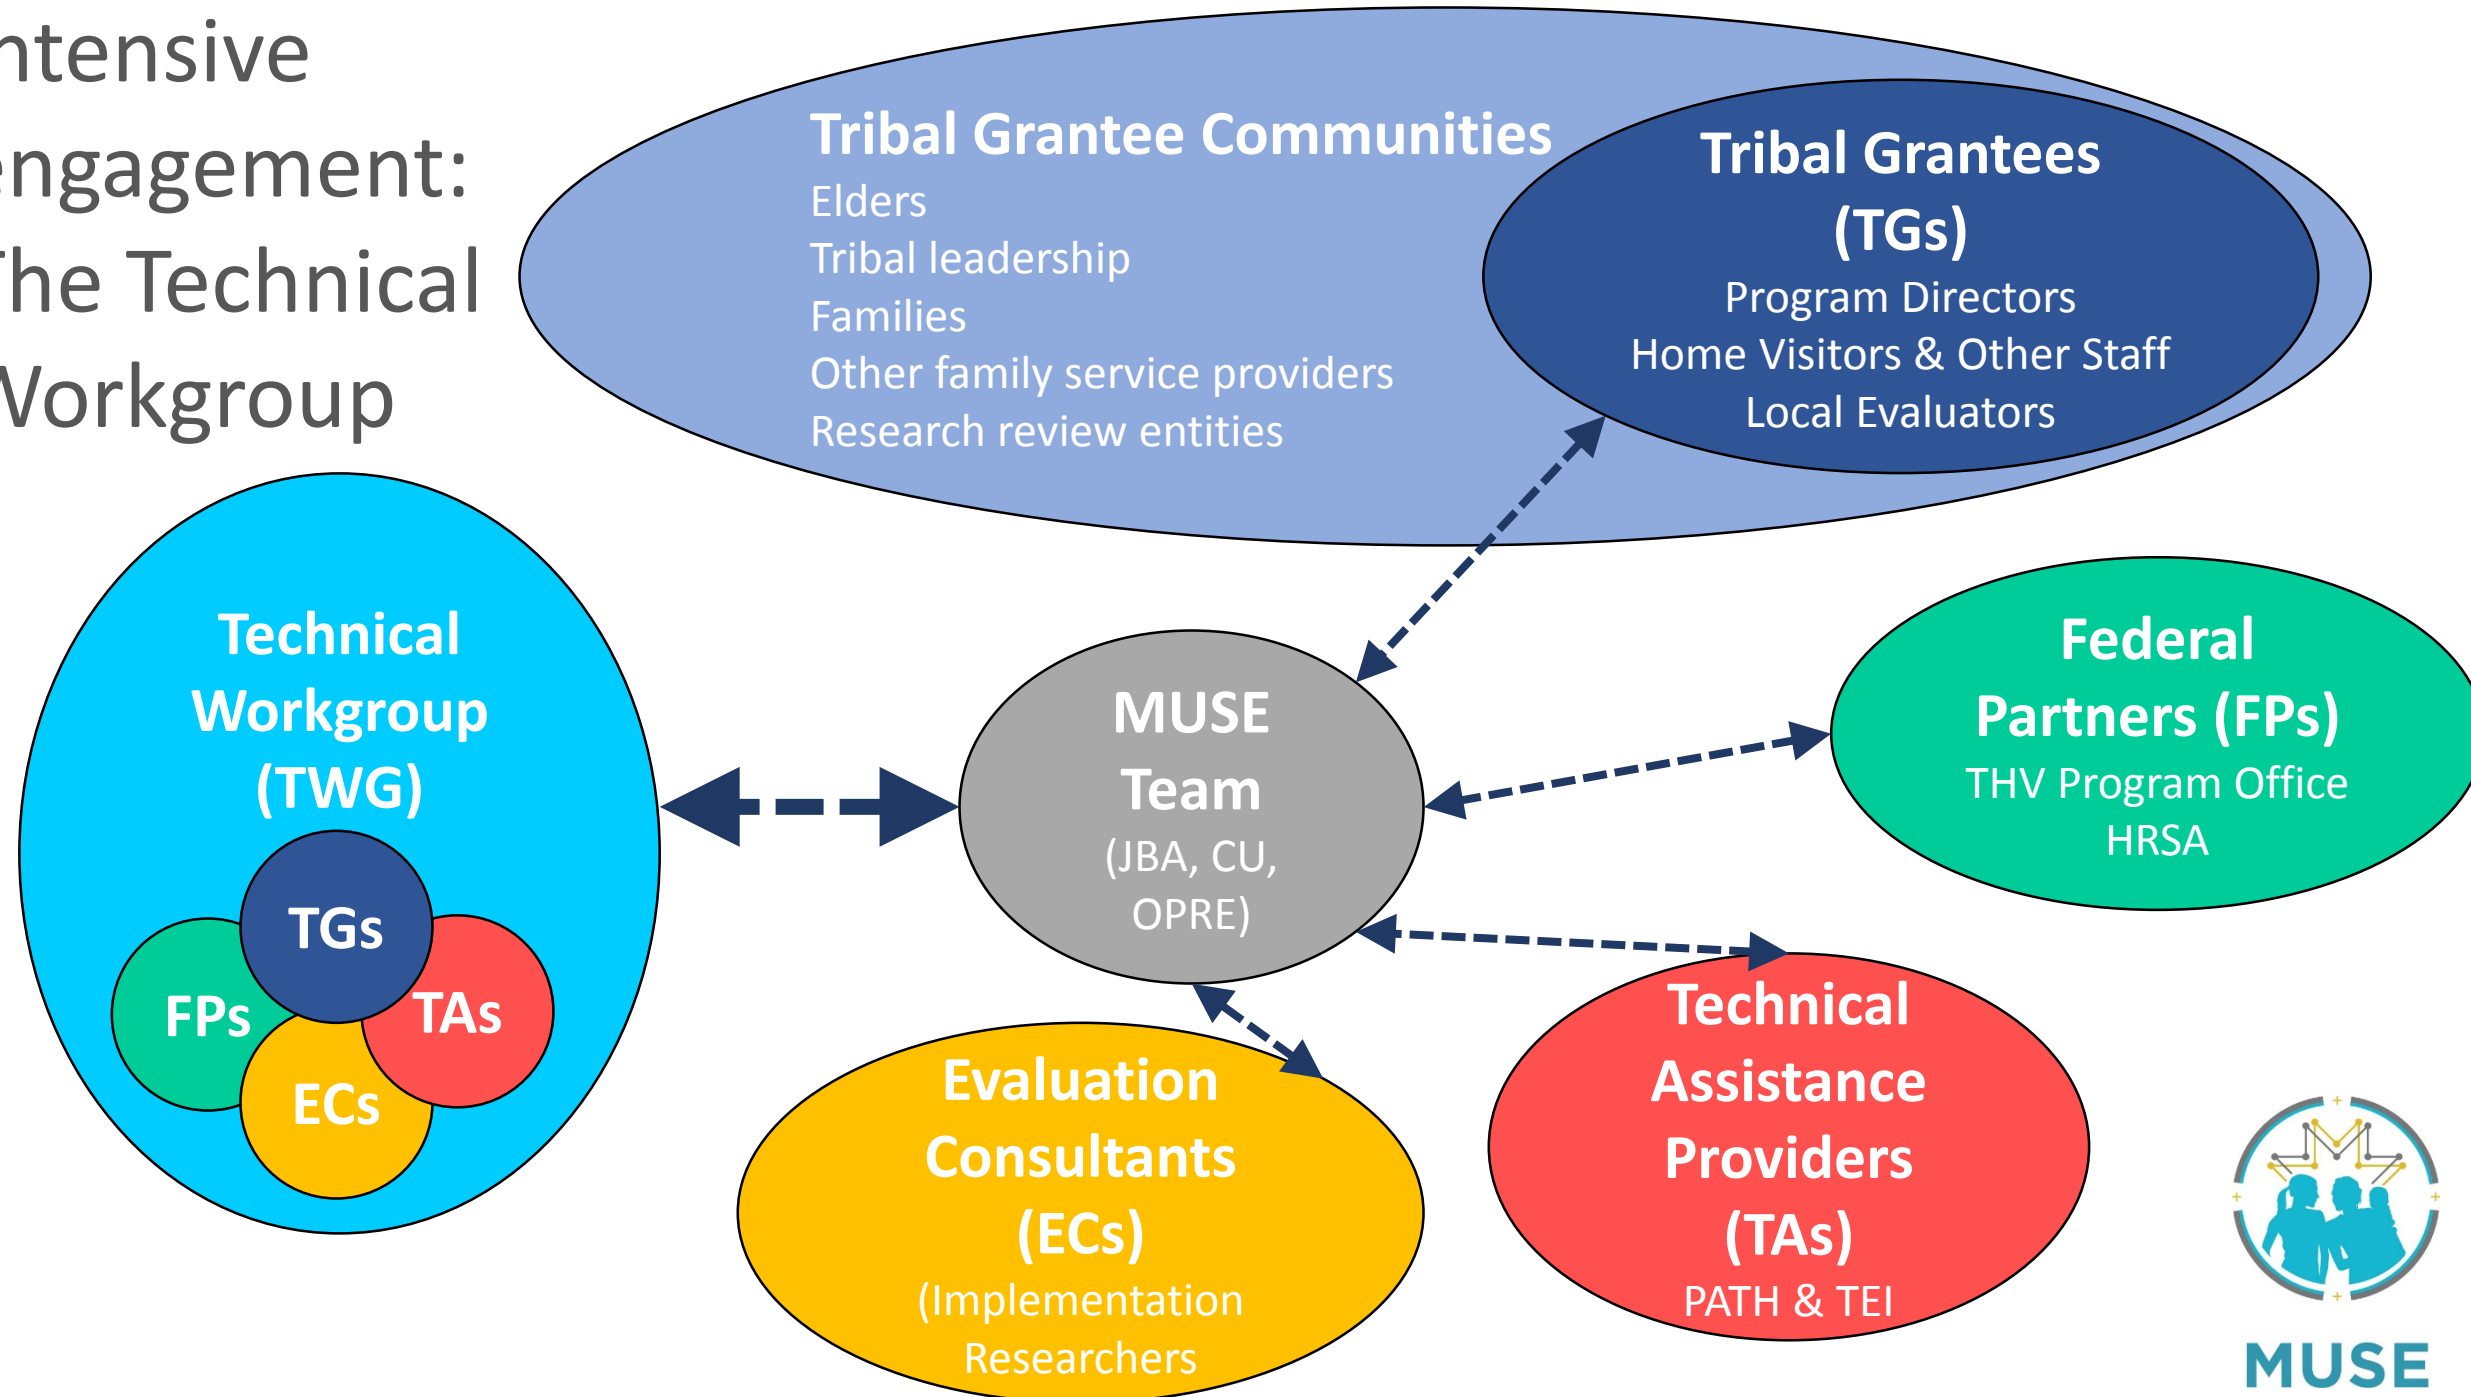 ntensive
engagement:
The Technical
Workgroup
Tribal Grantee Communities
Elders
Tribal leadership
Families
Other family service providers
Research review entities
Tribal Grantees
(TGs)
Program Directors
Home Visitors & Other Staff
Local Evaluators
Technical
Workgroup
(TWG)
TGs
FPs
TAs
ECs
MUSE
Team
(JBA, CU,
OPRE)
Federal
Partners (FPs)
THV Program Office
HRSA
Evaluation
Consultants
(ECs)
(Implementation
Researchers
Technical
Assistance
Providers
(TAs)
PATH & TEI
MUSE